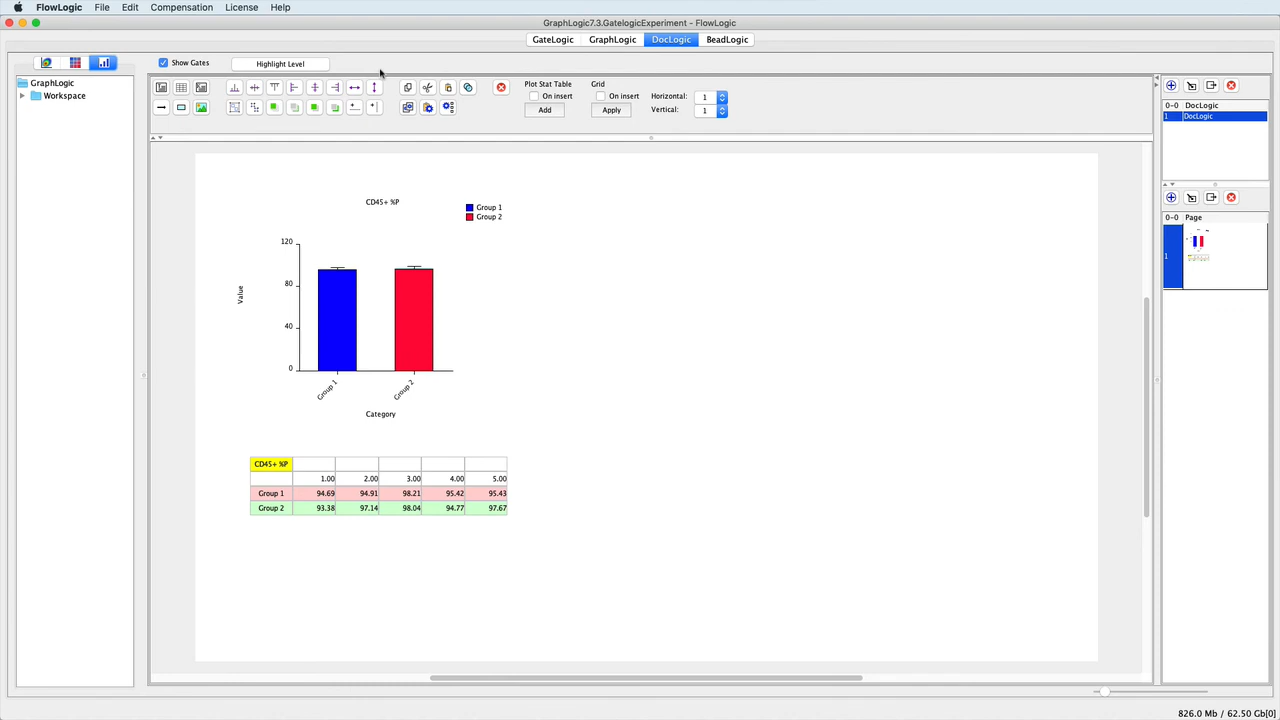 FlowLogic File Edit Compensation License Help
GraphLogic7.3.GatelogicExperiment - FlowLogic
GateLogic GraphLogic DocLogic BeadLogic
Show Gates Highlight Level
GraphLogic
Workspace
Plot Stat Table Grid
On insert On insert Horizontal: 1
Add Apply Vertical: 1
0-0 DocLogic
1 DocLogic
0-0 Page
1
CD45+ %P
Group 1
Group 2
120
80
40
0
Value
Group 1 Group 2
Category
CD45+ %P
1.00 2.00 3.00 4.00 5.00
Group 1 94.69 94.91 98.21 95.42 95.43
Group 2 93.38 97.14 98.04 94.77 97.67
826.0 Mb / 62.50 Gb[0]